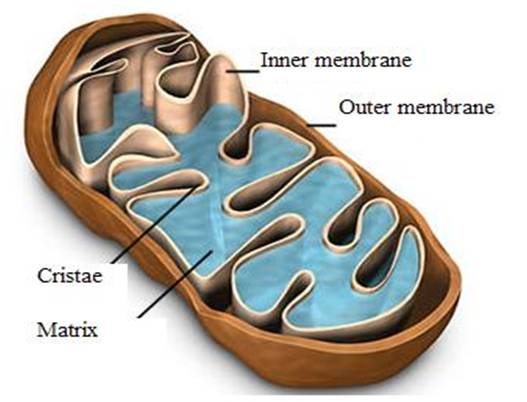 Inner membrane
Outer membrane
Cristae
Matrix